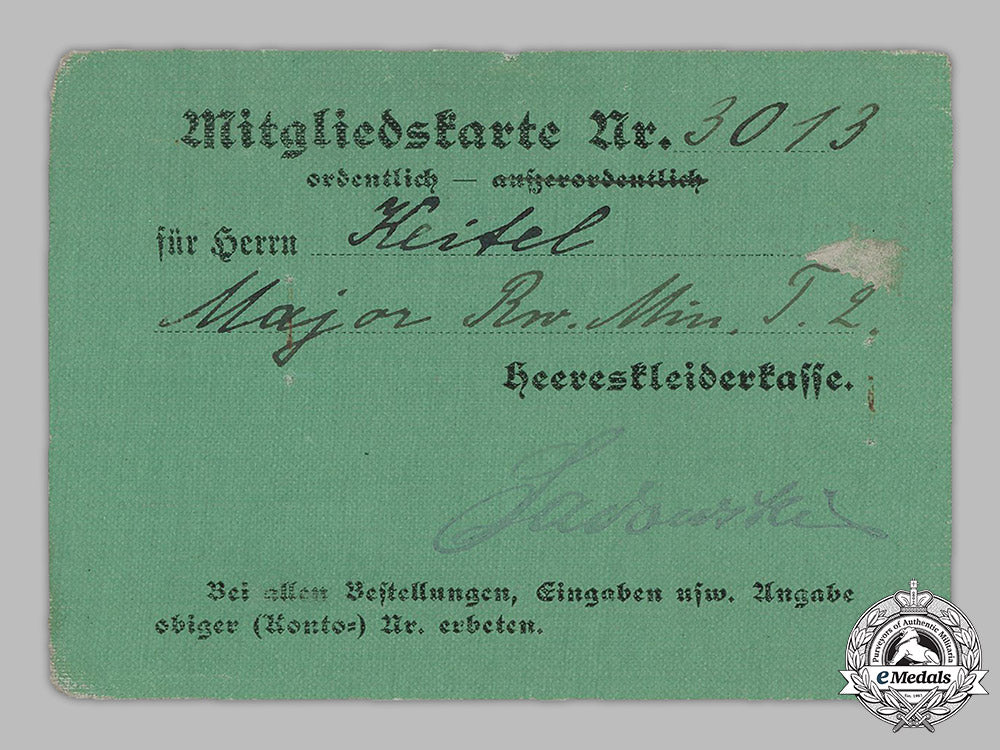 Mitgliedskarte Nr. 3013
ordentlich — außerordentlich
für Herrn Keitel
Major Rw. Min. T. 2.
Heereskleiderkasse.
Sadowski
Bei allen Bestellungen, Eingaben usw. Angabe
obiger (Konto-) Nr. erbeten.
Purveyors of Authentic Militaria
eMedals